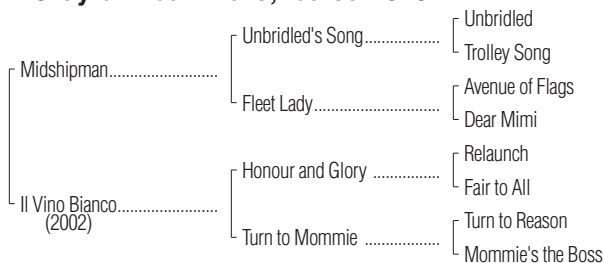 Unbridled
Unbridled's Song
Trolley Song
Midshipman
Avenue of Flags
Fleet Lady
Dear Mimi
Relaunch
Honour and Glory
Fair to All
Il Vino Bianco
(2002)
Turn to Reason
Turn to Mommie
Mommie's the Boss